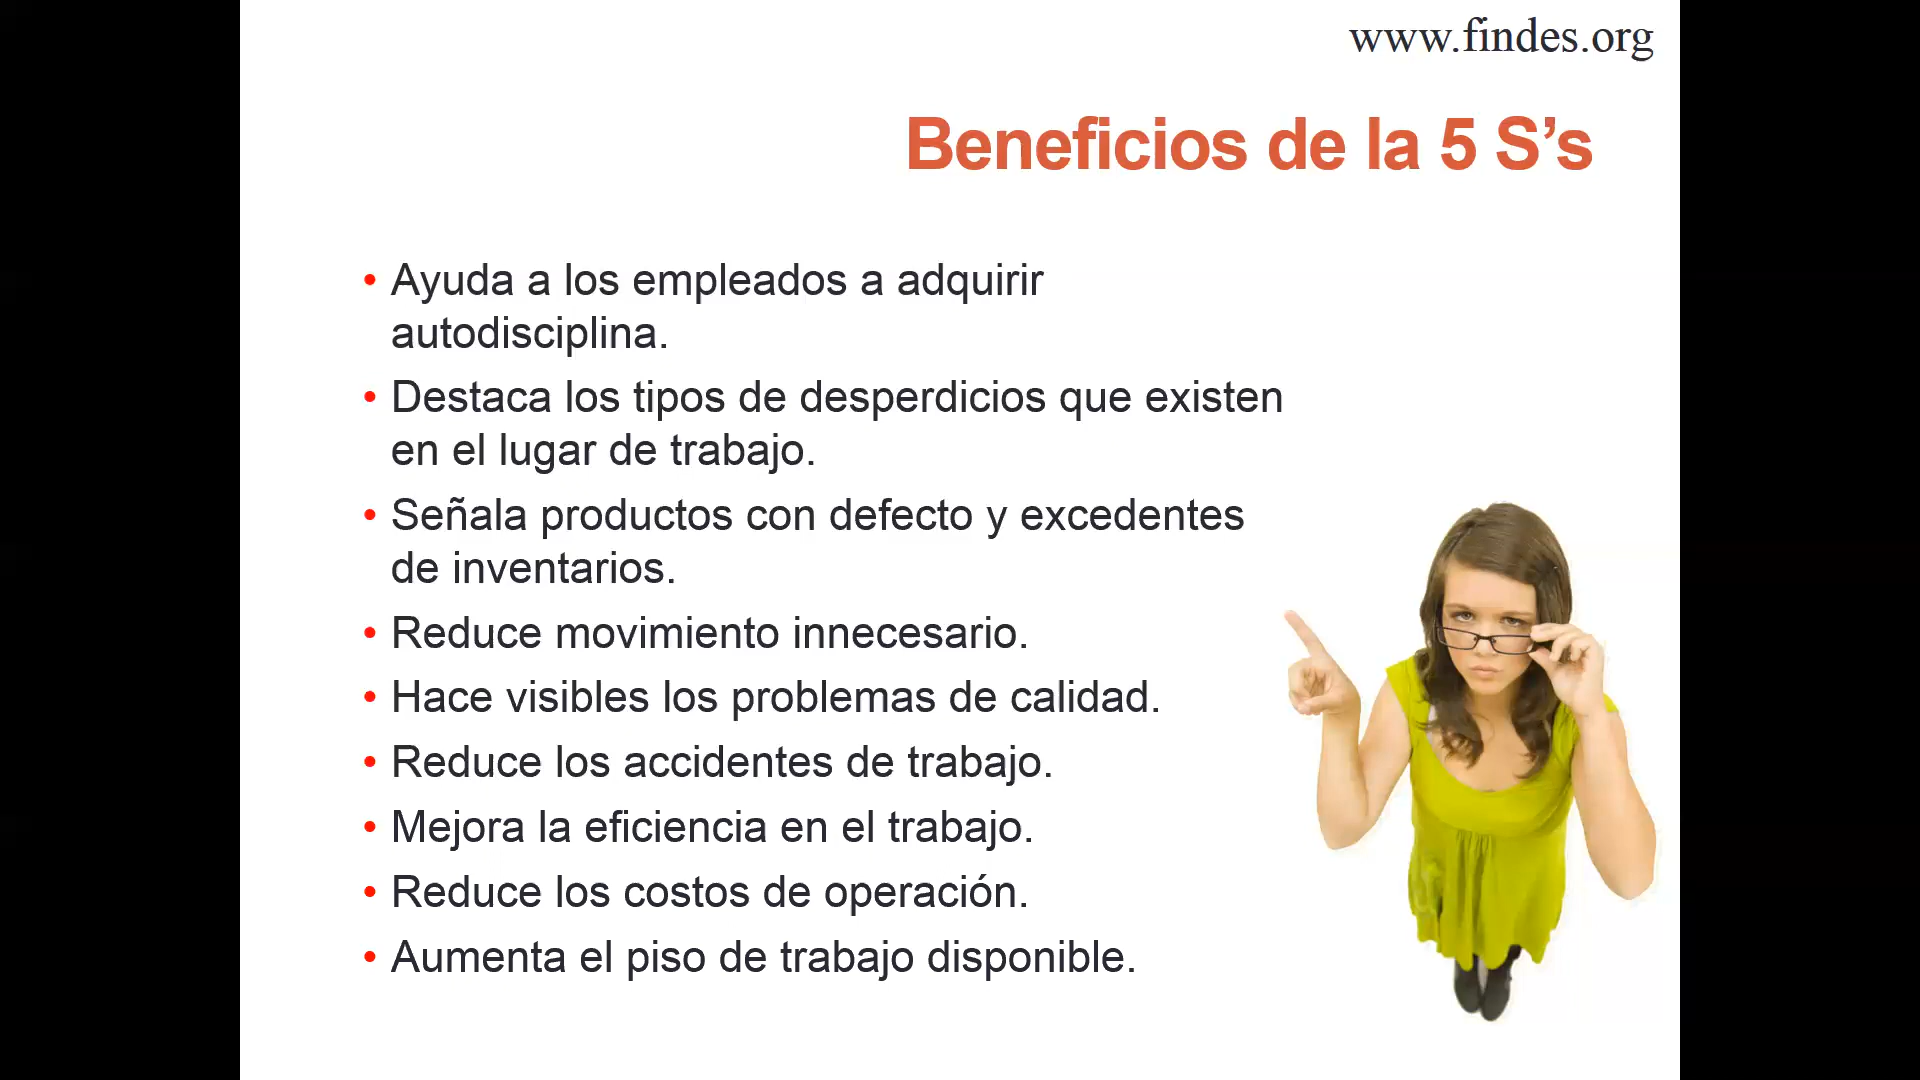 www.findes.org
Beneficios de la 5 S’s
• Ayuda a los empleados a adquirir
autodisciplina.
• Destaca los tipos de desperdicios que existen
en el lugar de trabajo.
• Señala productos con defecto y excedentes
de inventarios.
• Reduce movimiento innecesario.
• Hace visibles los problemas de calidad.
• Reduce los accidentes de trabajo.
• Mejora la eficiencia en el trabajo.
• Reduce los costos de operación.
• Aumenta el piso de trabajo disponible.